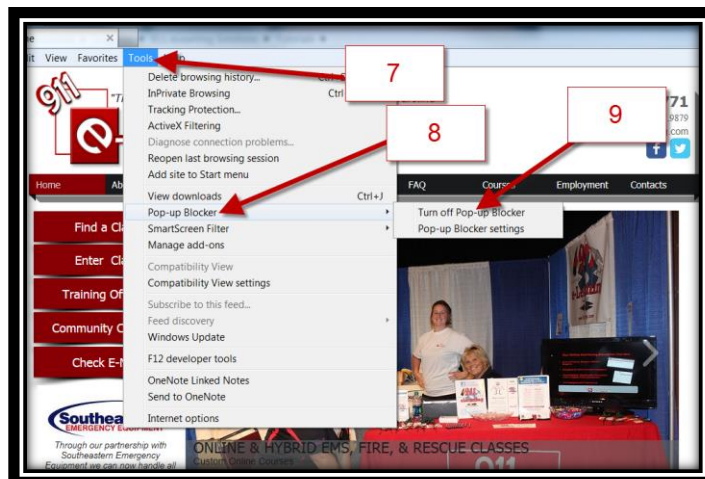 View Favorites Tools
7
Delete browsing history...
InPrivate Browsing Ctrl
Tracking Protection...
ActiveX Filtering
Diagnose connection problems...
Reopen last browsing session
Add site to Start menu
View downloads Ctrl+J
Pop-up Blocker
SmartScreen Filter
Manage add-ons
Compatibility View
Compatibility View settings
Subscribe to this feed...
Feed discovery
Windows Update
F12 developer tools
OneNote Linked Notes
Send to OneNote
Internet options
8
9
Turn off Pop-up Blocker
Pop-up Blocker settings
911
e-
71
9879
.com
Home Ab FAQ Courses Employment Contacts
Find a Cla
Enter Cla
Training Of
Community C
Check E-M
Southea
EMERGENCY EQUIPMENT
Through our partnership with
Southeastern Emergency
Equipment we can now handle all
ONLINE & HYBRID EMS, FIRE, & RESCUE CLASSES
Custom Online Courses
911